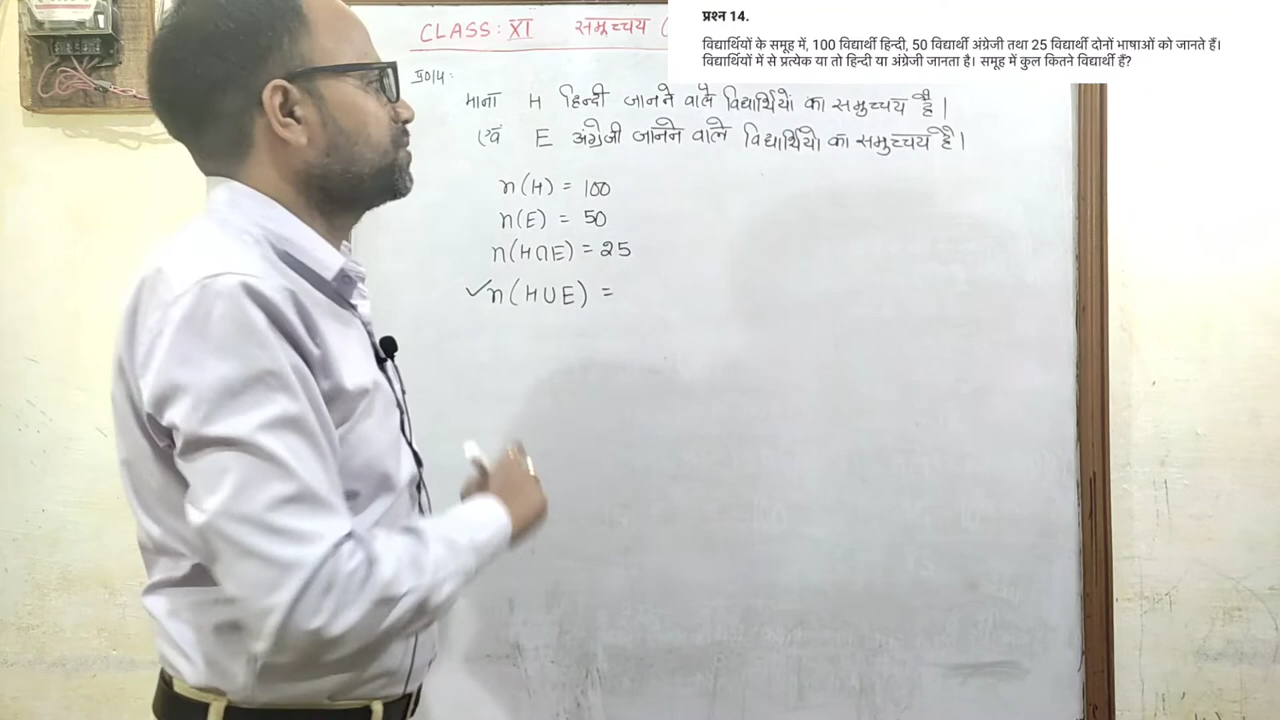 CLASS: XI समुच्चय (
प्रश्न 14.
विद्यार्थियों के समूह में, 100 विद्यार्थी हिन्दी, 50 विद्यार्थी अंग्रेजी तथा 25 विद्यार्थी दोनों भाषाओं को जानते हैं।
विद्यार्थियों में से प्रत्येक या तो हिन्दी या अंग्रेजी जानता है। समूह में कुल कितने विद्यार्थी हैं?
प्र०14:
माना H हिन्दी जानने वाले विद्यार्थियों का समुच्चय है।
एवं E अंग्रेजी जानने वाले विद्यार्थियो का समुच्चय है।
n(H) = 100
n(E) = 50
n(H∩E) = 25
✓n(H∪E) =